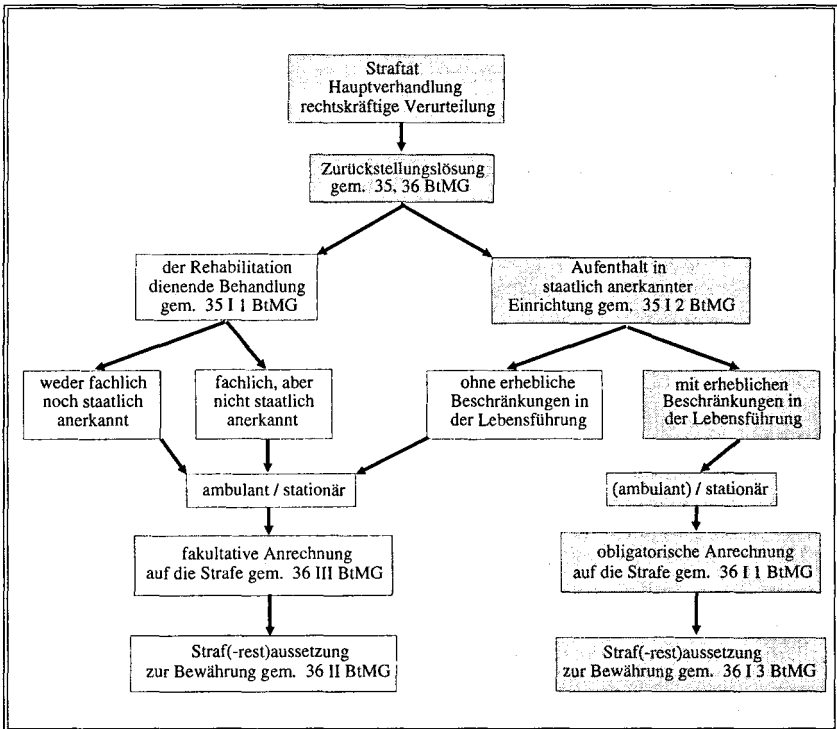 Straftat
Hauptverhandlung
rechtskräftige Verurteilung
Zurückstellungslösung
gem. 35, 36 BtMG
der Rehabilitation
dienende Behandlung
gem. 35 I 1 BtMG
Aufenthalt in
staatlich anerkannter
Einrichtung gem, 35 I 2 BtMG
weder fachlich
noch staatlich
anerkannt
fachlich, aber
nicht staatlich
anerkannt
ohne erhebliche
Beschränkungen in
der Lebensführung
mit erheblichen
Beschränkungen in
der Lebensführung
ambulant / stationär
(ambulant) / stationär
fakultative Anrechnung
auf die Strafe gem. 36 III BtMG
obligatorische Anrechnung
auf die Strafe gem. 36 I 1 BtMG
Straf(-rest)aussetzung
zur Bewährung gem. 36 II BtMG
Straf(-rest)aussetzung
zur Bewährung gem. 36 I 3 BtMG